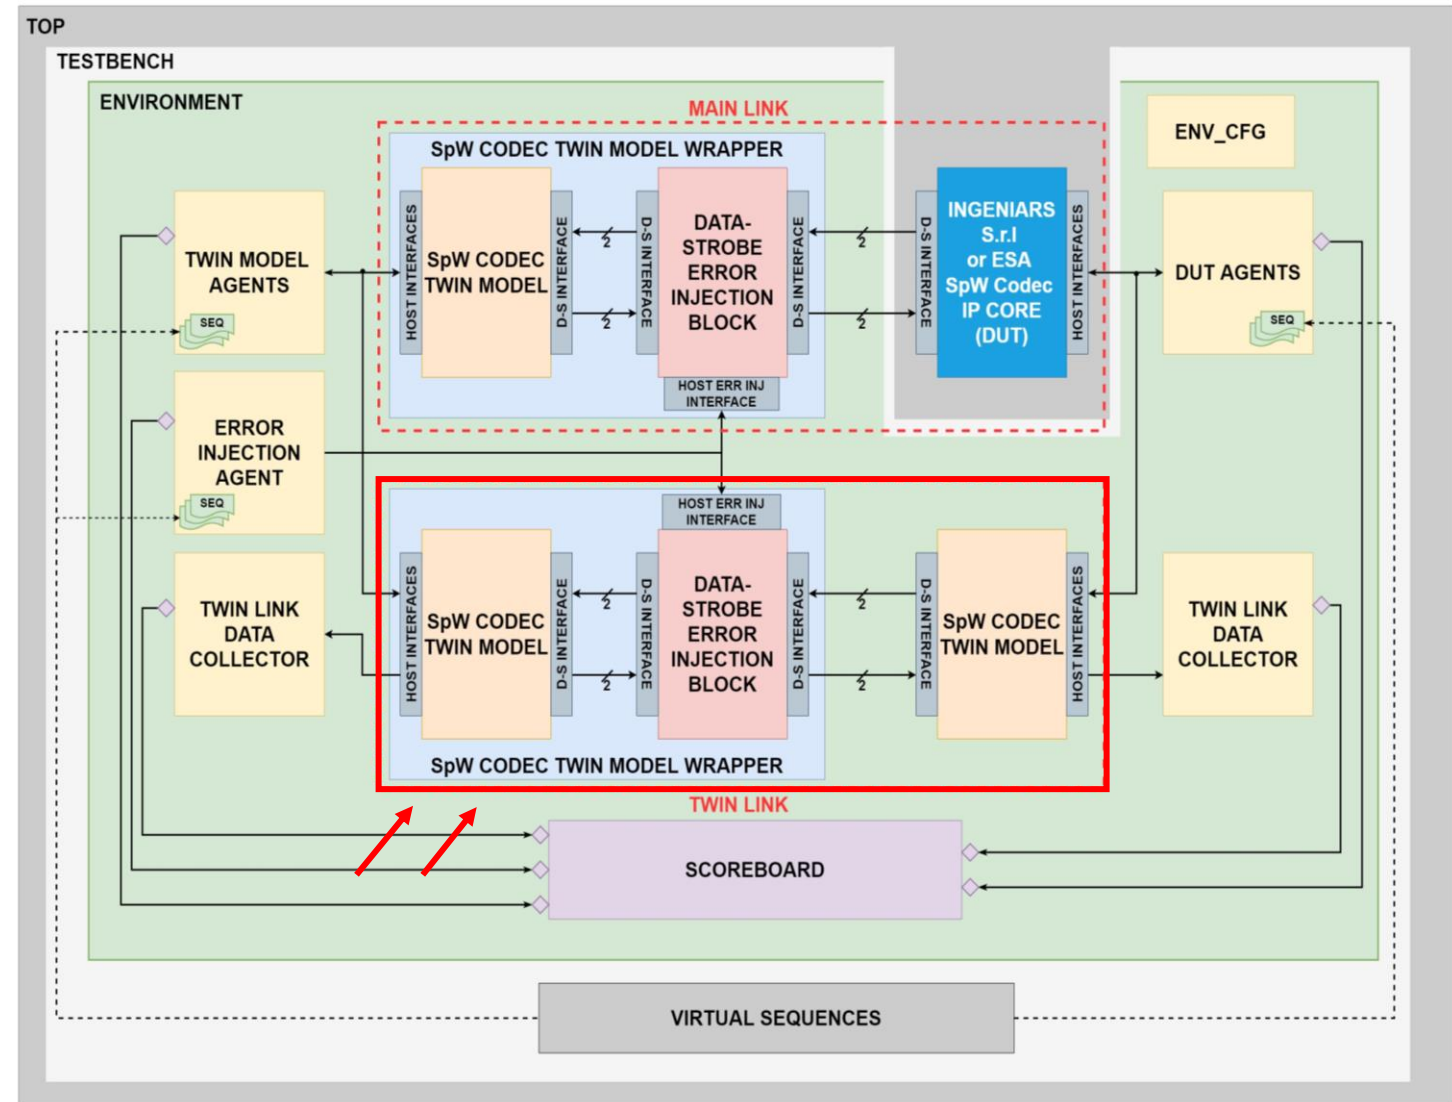 TOP
TESTBENCH
ENVIRONMENT
MAIN LINK
ENV_CFG
SpW CODEC TWIN MODEL WRAPPER
TWIN MODEL
AGENTS
SEQ
HOST INTERFACES
SpW CODEC
TWIN MODEL
D-S INTERFACE
2
2
D-S INTERFACE
DATA-
STROBE
ERROR
INJECTION
BLOCK
D-S INTERFACE
HOST ERR INJ
INTERFACE
2
2
D-S INTERFACE
INGENIARS
S.r.l
or ESA
SpW Codec
IP CORE
(DUT)
HOST INTERFACES
DUT AGENTS
SEQ
ERROR
INJECTION
AGENT
SEQ
HOST ERR INJ
INTERFACE
TWIN LINK
DATA
COLLECTOR
HOST INTERFACES
SpW CODEC
TWIN MODEL
D-S INTERFACE
2
2
D-S INTERFACE
DATA-
STROBE
ERROR
INJECTION
BLOCK
D-S INTERFACE
2
2
D-S INTERFACE
SpW CODEC
TWIN MODEL
HOST INTERFACES
TWIN LINK
DATA
COLLECTOR
SpW CODEC TWIN MODEL WRAPPER
TWIN LINK
SCOREBOARD
VIRTUAL SEQUENCES